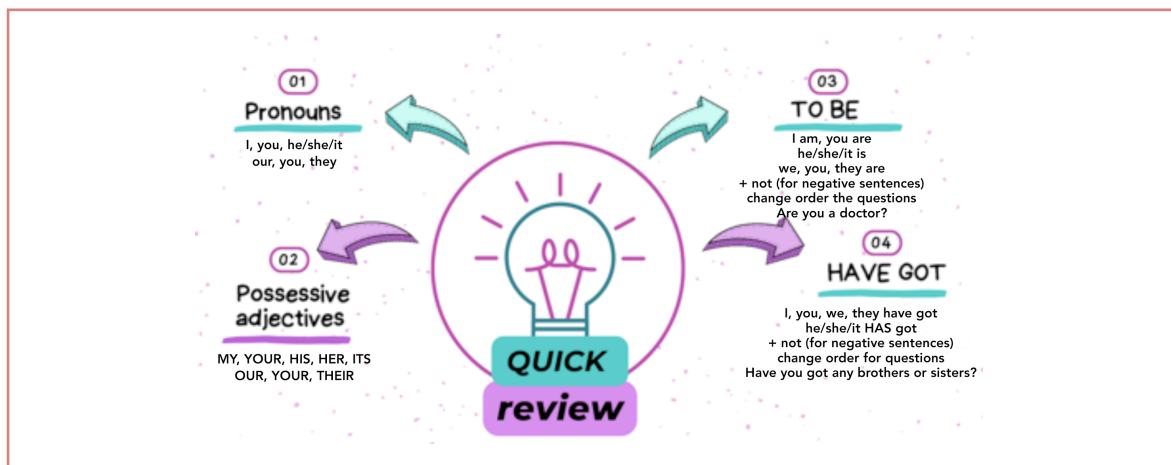 01
Pronouns
I, you, he/she/it
our, you, they
02
Possessive
adjectives
MY, YOUR, HIS, HER, ITS
OUR, YOUR, THEIR
03
TO BE
I am, you are
he/she/it is
we, you, they are
+ not (for negative sentences)
change order the questions
Are you a doctor?
04
HAVE GOT
I, you, we, they have got
he/she/it HAS got
+ not (for negative sentences)
change order for questions
Have you got any brothers or sisters?
QUICK
review